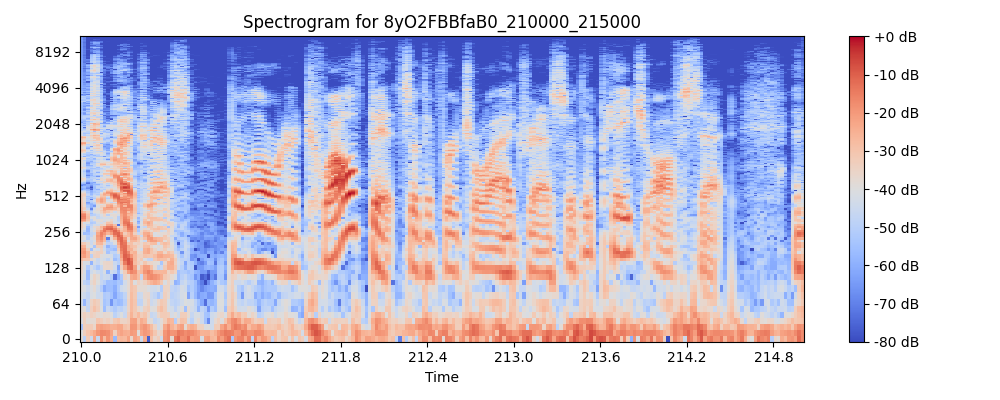 Spectrogram for 8yO2FBBfaB0_210000_215000
8192
4096
2048
1024
512
256
128
64
0
Hz
210.0 210.6 211.2 211.8 212.4 213.0 213.6 214.2 214.8
Time
+0 dB
-10 dB
-20 dB
-30 dB
-40 dB
-50 dB
-60 dB
-70 dB
-80 dB